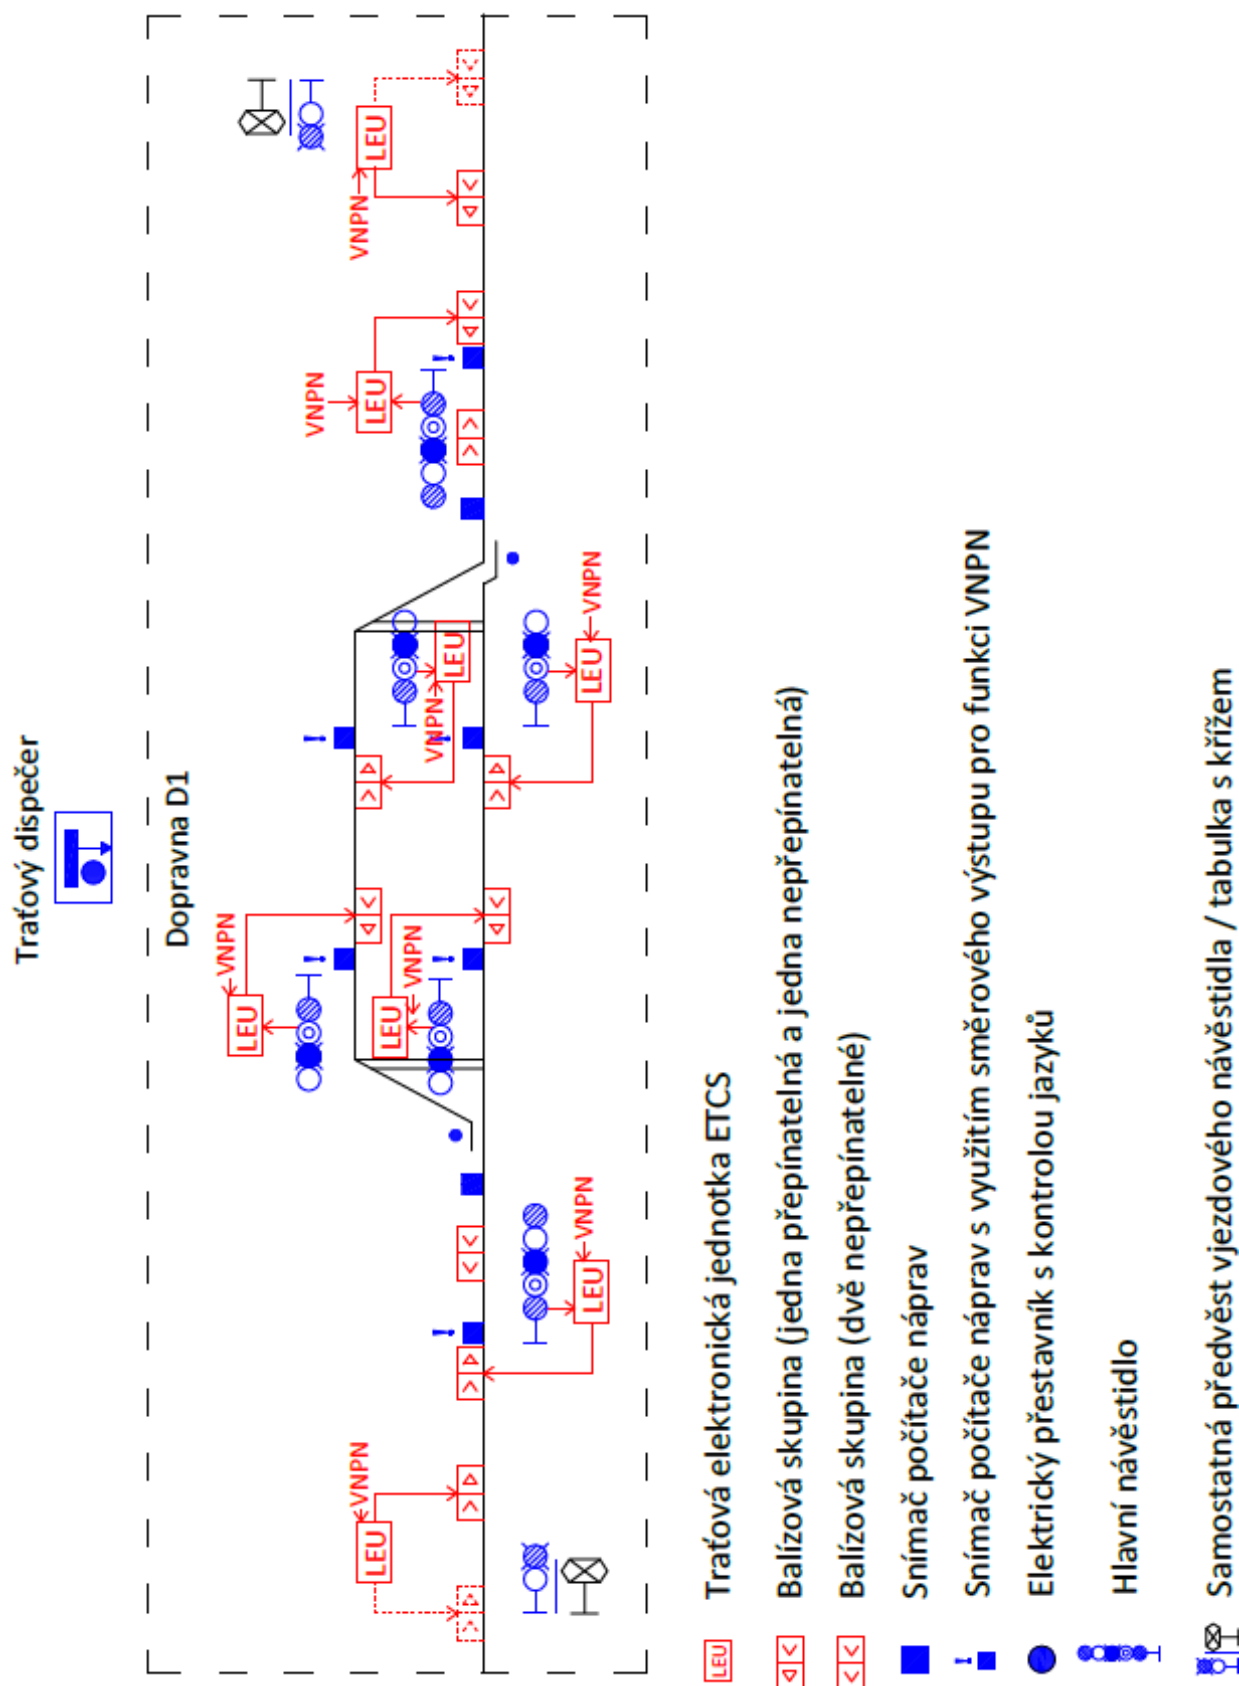 Traťový dispečer
Dopravna D1
VNPN
LEU
VNPN
LEU
VNPN
LEU
VNPN
LEU
VNPN
LEU
VNPN
LEU
VNPN
LEU
VNPN
LEU
LEU Traťová elektronická jednotka ETCS
Balízová skupina (jedna přepínatelná a jedna nepřepínatelná)
Balízová skupina (dvě nepřepínatelné)
Snímač počítače náprav
Snímač počítače náprav s využitím směrového výstupu pro funkci VNPN
Elektrický přestavník s kontrolou jazyků
Hlavní návěstidlo
Samostatná předvěst vjezdového návěstidla / tabulka s křížem